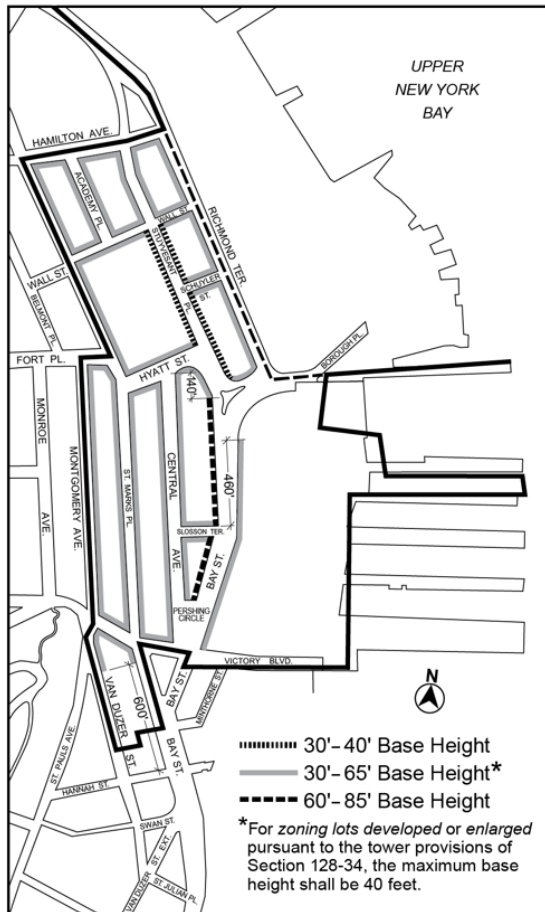 UPPER
NEW YORK
BAY
HAMILTON AVE.
ACADEMY PL.
WALL ST.
STUYVESANT PL.
RICHMOND TER.
SCHUYLER
ST.
WALL ST.
BELMONT PL.
FORT PL.
HYATT ST.
BOROUGH PL.
140'
MONROE
AVE.
MONTGOMERY AVE.
ST. MARKS PL.
CENTRAL
AVE.
460'
SLOSSON TER.
BAY ST.
PERSHING
CIRCLE
VICTORY BLVD.
N
BAY ST.
MINTHORNE ST.
VAN DUZER
ST.
600'
BAY ST.
ST. PAULS AVE.
HANNAH ST.
SWAN ST.
VAN DUZER
ST. EXT.
ST. JULIAN PL.
30'–40' Base Height
30'–65' Base Height*
60'–85' Base Height
*For zoning lots developed or enlarged
pursuant to the tower provisions of
Section 128-34, the maximum base
height shall be 40 feet.